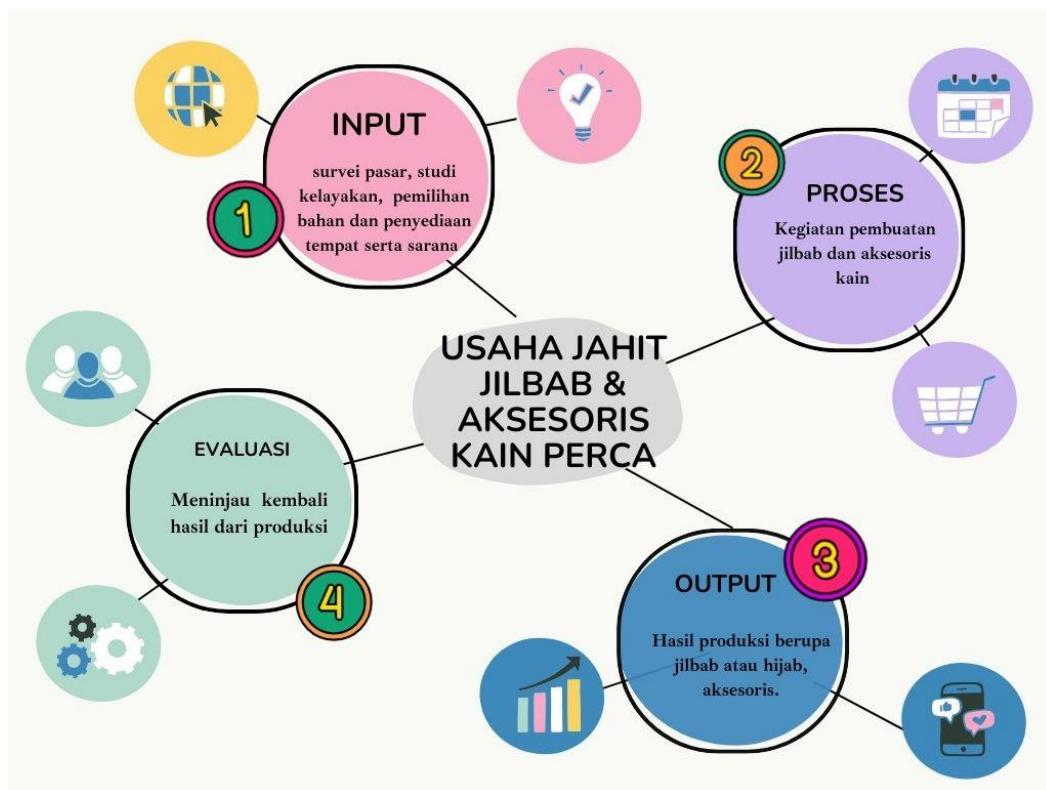 USAHA JAHIT
JILBAB &
AKSESORIS
KAIN PERCA
1
INPUT
survei pasar, studi
kelayakan, pemilihan
bahan dan penyediaan
tempat serta sarana
2
PROSES
Kegiatan pembuatan
jilbab dan aksesoris
kain
3
OUTPUT
Hasil produksi berupa
jilbab atau hijab,
aksesoris.
4
EVALUASI
Meninjau kembali
hasil dari produksi